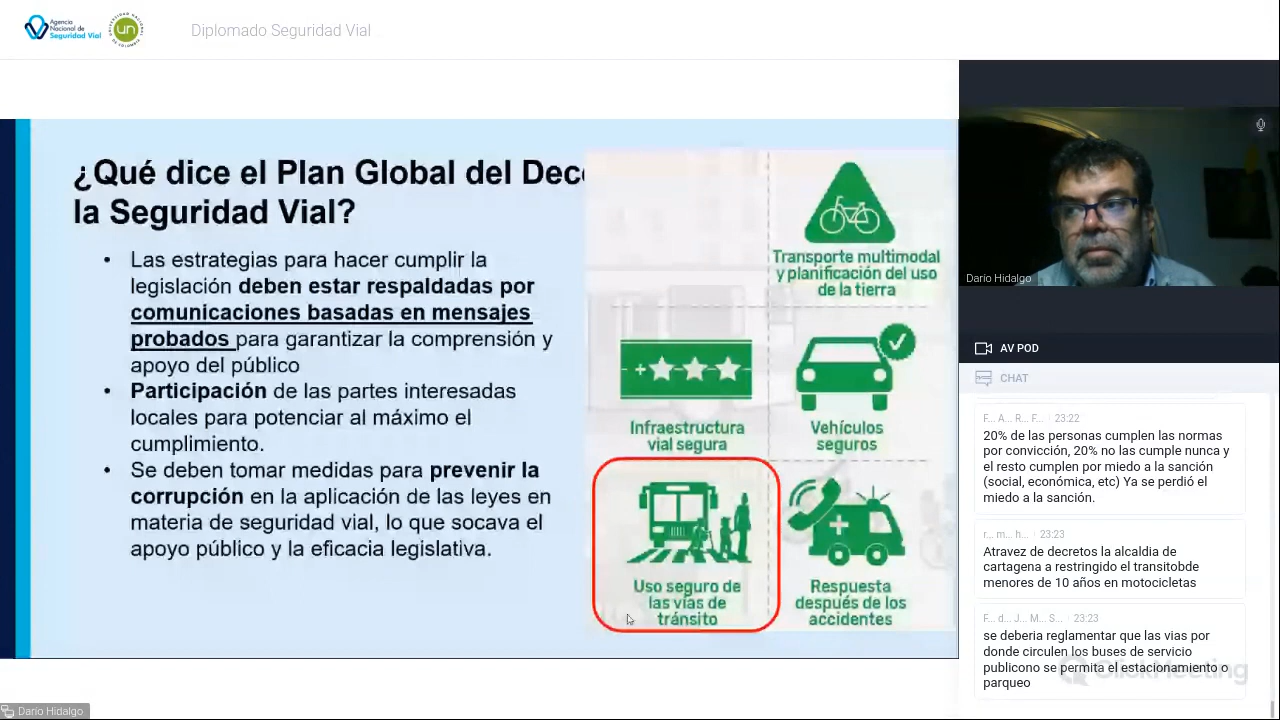 Agencia
Nacional de
Seguridad Vial
un
Diplomado Seguridad Vial
¿Qué dice el Plan Global del Dec
la Seguridad Vial?
• Las estrategias para hacer cumplir la
legislación deben estar respaldadas por
comunicaciones basadas en mensajes
probados para garantizar la comprensión y
apoyo del público
• Participación de las partes interesadas
locales para potenciar al máximo el
cumplimiento.
• Se deben tomar medidas para prevenir la
corrupción en la aplicación de las leyes en
materia de seguridad vial, lo que socava el
apoyo público y la eficacia legislativa.
Transporte multimodal
y planificación del uso
de la tierra
Infraestructura
vial segura
Vehículos
seguros
Uso seguro de
las vías de
tránsito
Respuesta
después de los
accidentes
Darío Hidalgo
AV POD
CHAT
F... A... R... F... · 23:22
20% de las personas cumplen las normas
por convicción, 20% no las cumple nunca y
el resto cumplen por miedo a la sanción
(social, económica, etc) Ya se perdió el
miedo a la sanción.
r... m... h... · 23:23
Atravez de decretos la alcaldia de
cartagena a restringido el transitobde
menores de 10 años en motocicletas
F... d... J... M... S... · 23:23
se deberia reglamentar que las vias por
donde circulen los buses de servicio
publicono se permita el estacionamiento o
parqueo
ClickMeeting
Darío Hidalgo